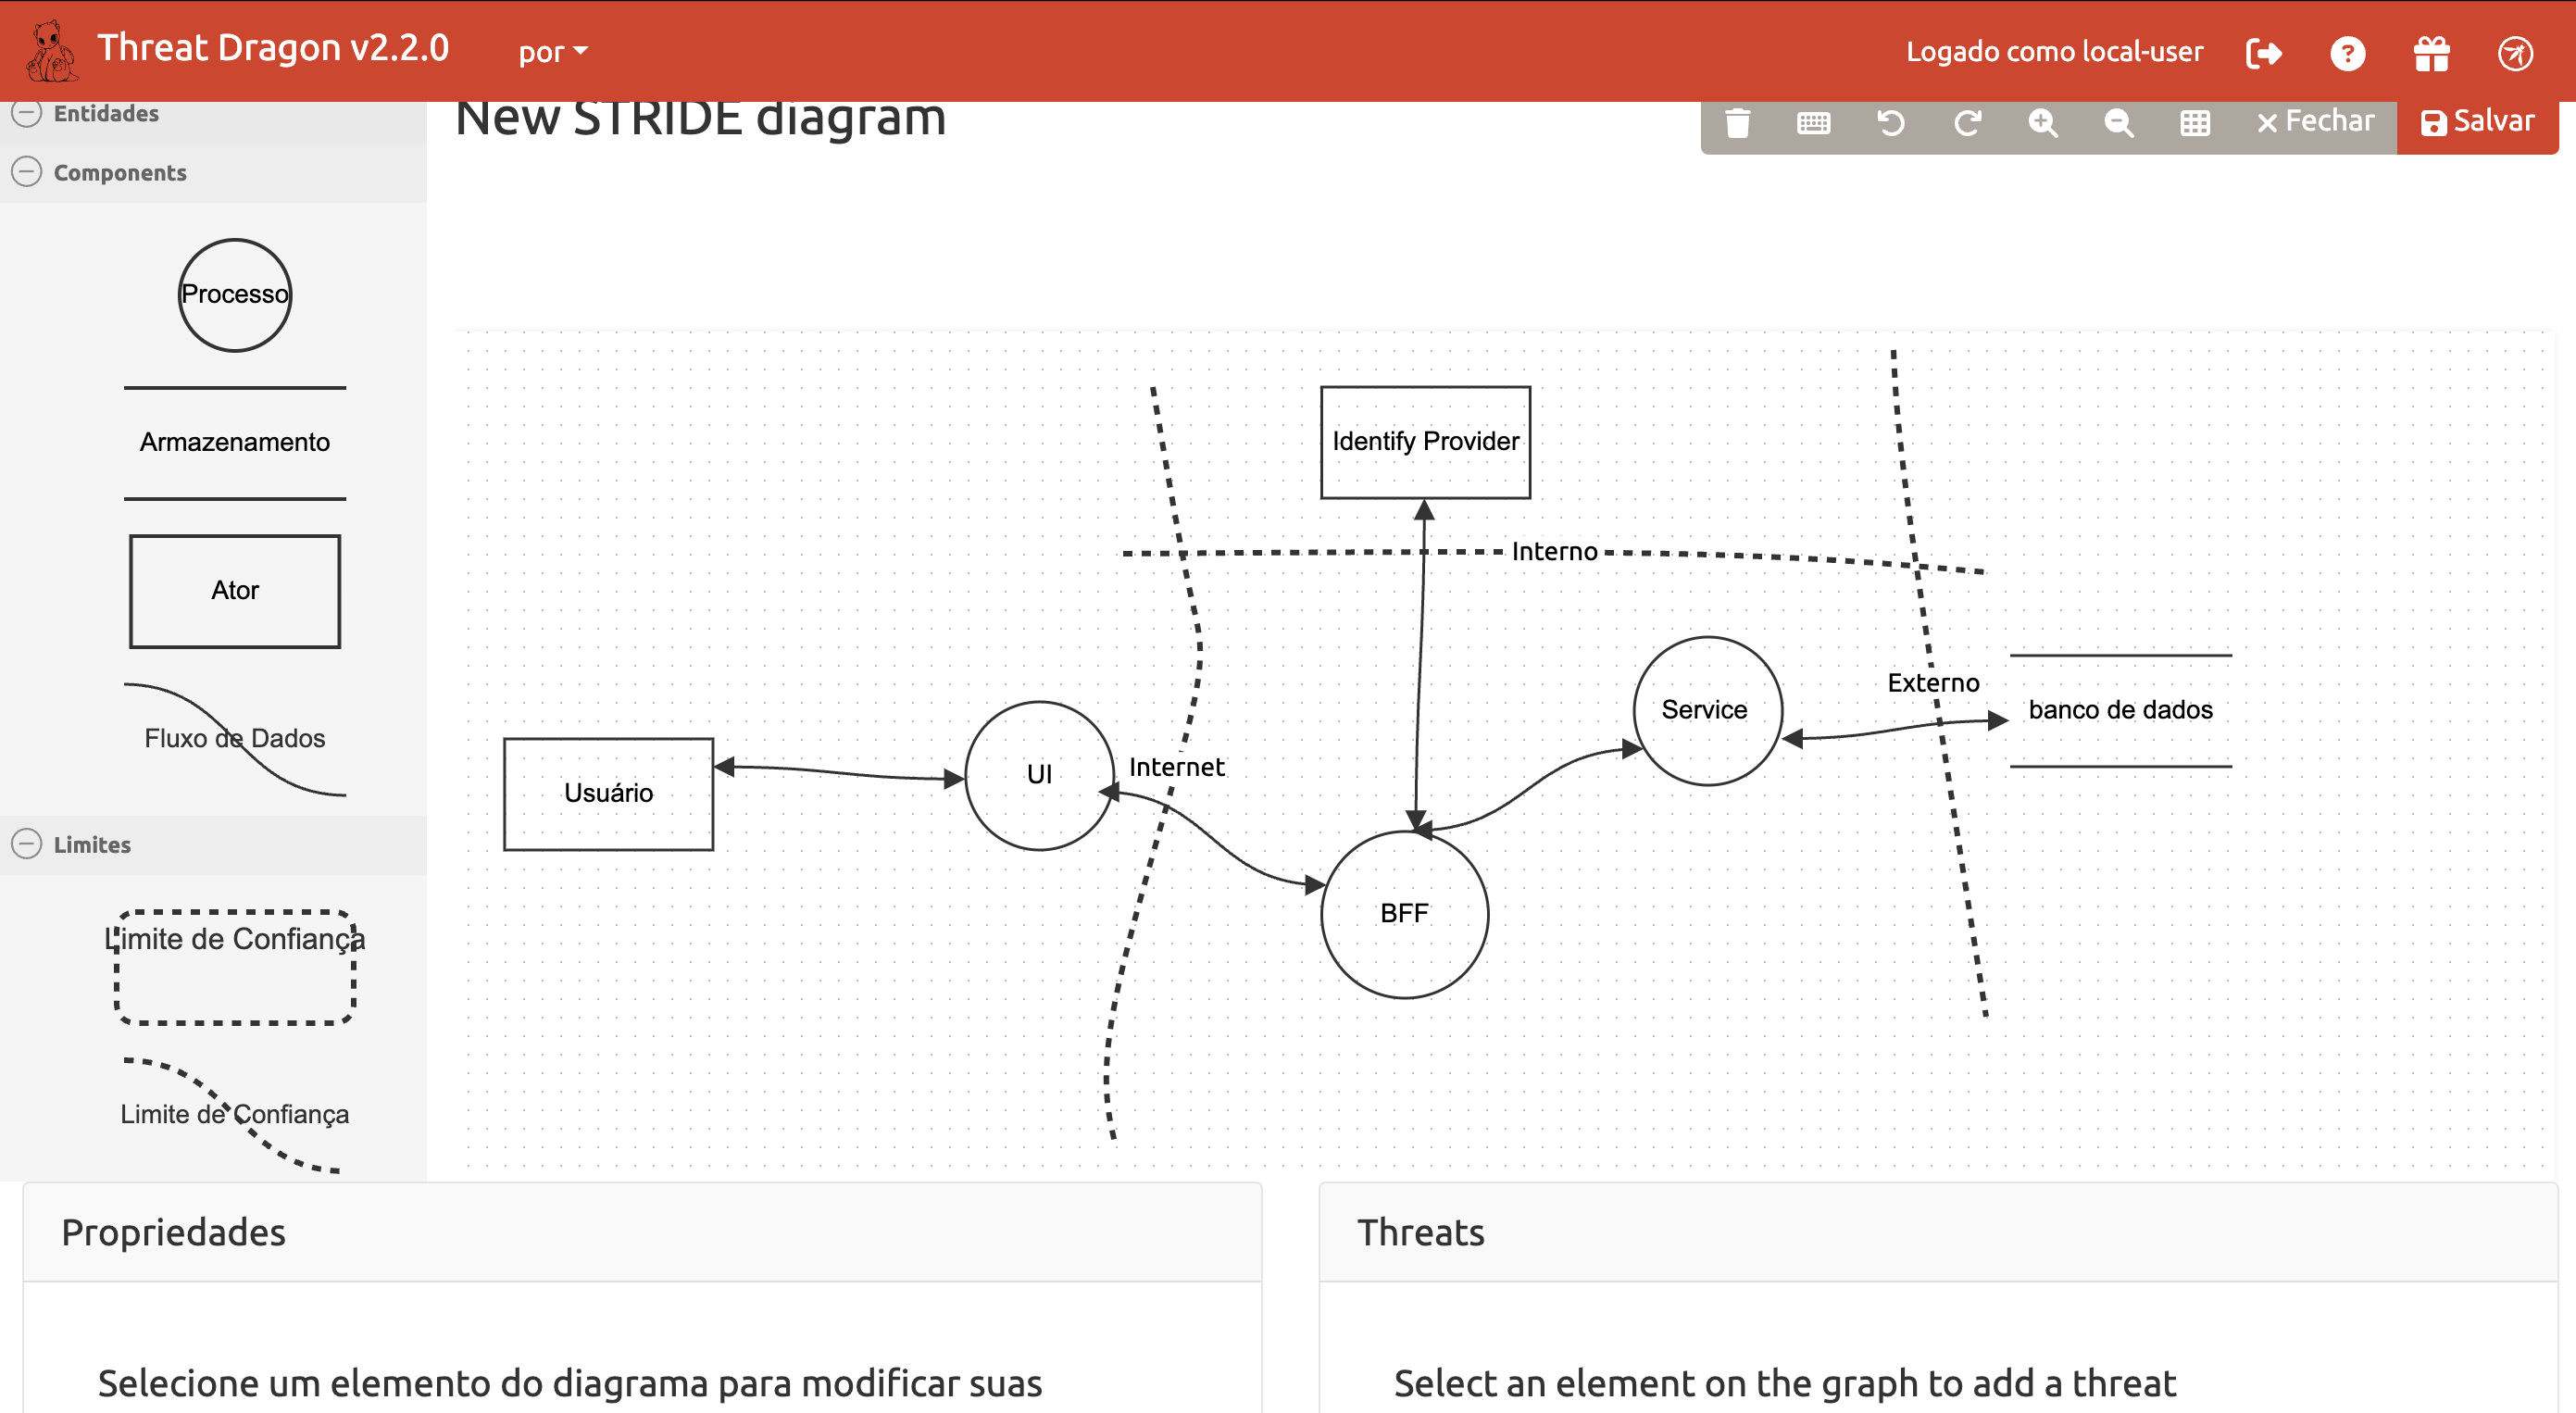 Threat Dragon v2.2.0
por
Logado como local-user
Entidades
Components
Processo
Armazenamento
Ator
Fluxo de Dados
Limites
Limite de Confiança
Limite de Confiança
New STRIDE diagram
Fechar
Salvar
Identify Provider
Interno
Service
Externo
banco de dados
Usuário
UI
Internet
BFF
Propriedades
Selecione um elemento do diagrama para modificar suas
Threats
Select an element on the graph to add a threat